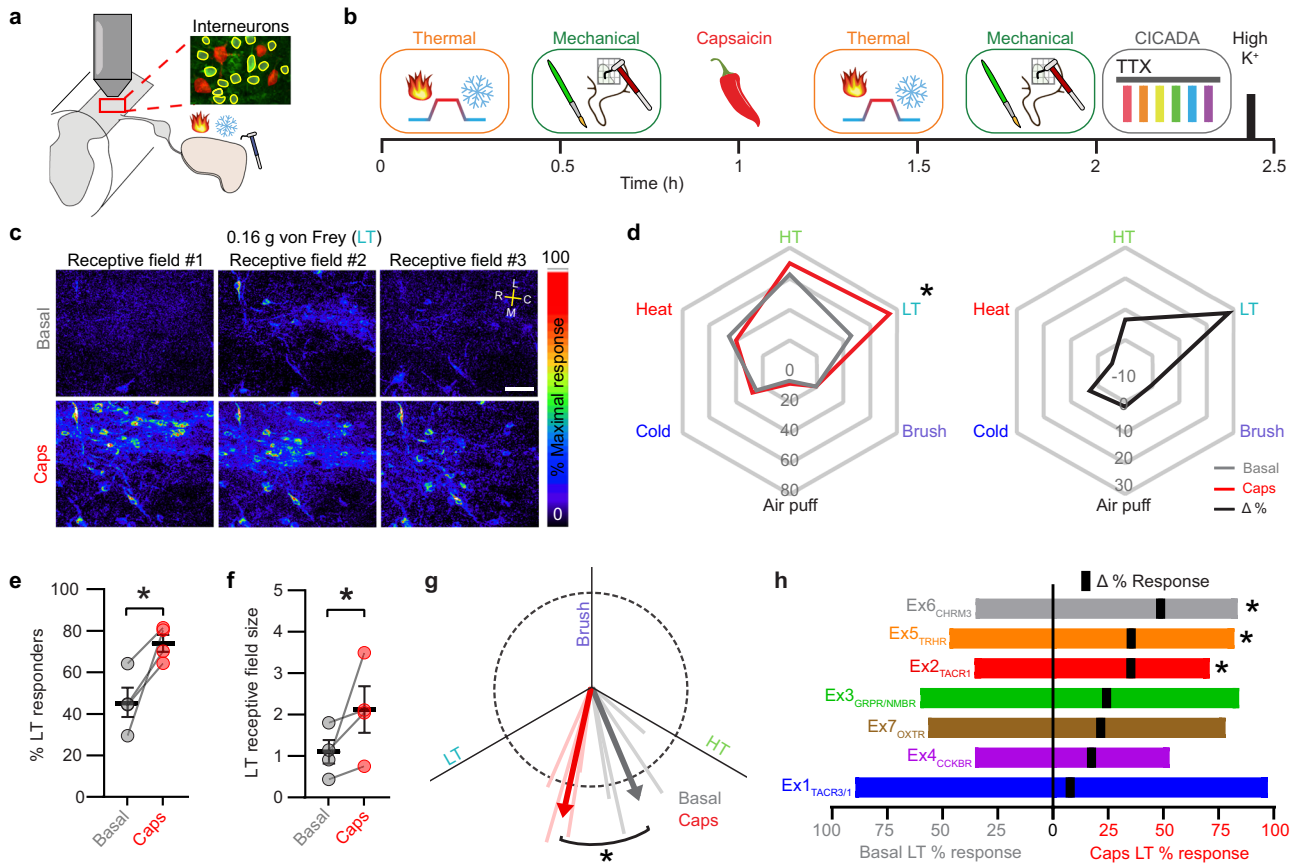 a
Interneurons
b
Thermal
Mechanical
Capsaicin
Thermal
Mechanical
CICADA
TTX
High
K+
0
0.5
1
1.5
2
2.5
Time (h)
c
0.16 g von Frey (LT)
Receptive field #1
Receptive field #2
Receptive field #3
Basal
Caps
L
R
C
M
100
% Maximal response
0
d
HT
LT
*
Brush
Air puff
Cold
Heat
0
20
40
60
80
HT
LT
Brush
Air puff
Cold
Heat
-10
0
10
20
30
Basal
Caps
Δ %
e
% LT responders
100
80
60
40
20
0
*
Basal
Caps
f
LT receptive field size
5
4
3
2
1
0
*
Basal
Caps
g
Brush
LT
HT
Basal
Caps
*
h
Δ % Response
Ex6CHRM3
*
Ex5TRHR
*
Ex2TACR1
*
Ex3GRPR/NMBR
Ex7OXTR
Ex4CCKBR
Ex1TACR3/1
100 75 50 25 0 25 50 75 100
Basal LT % response
Caps LT % response